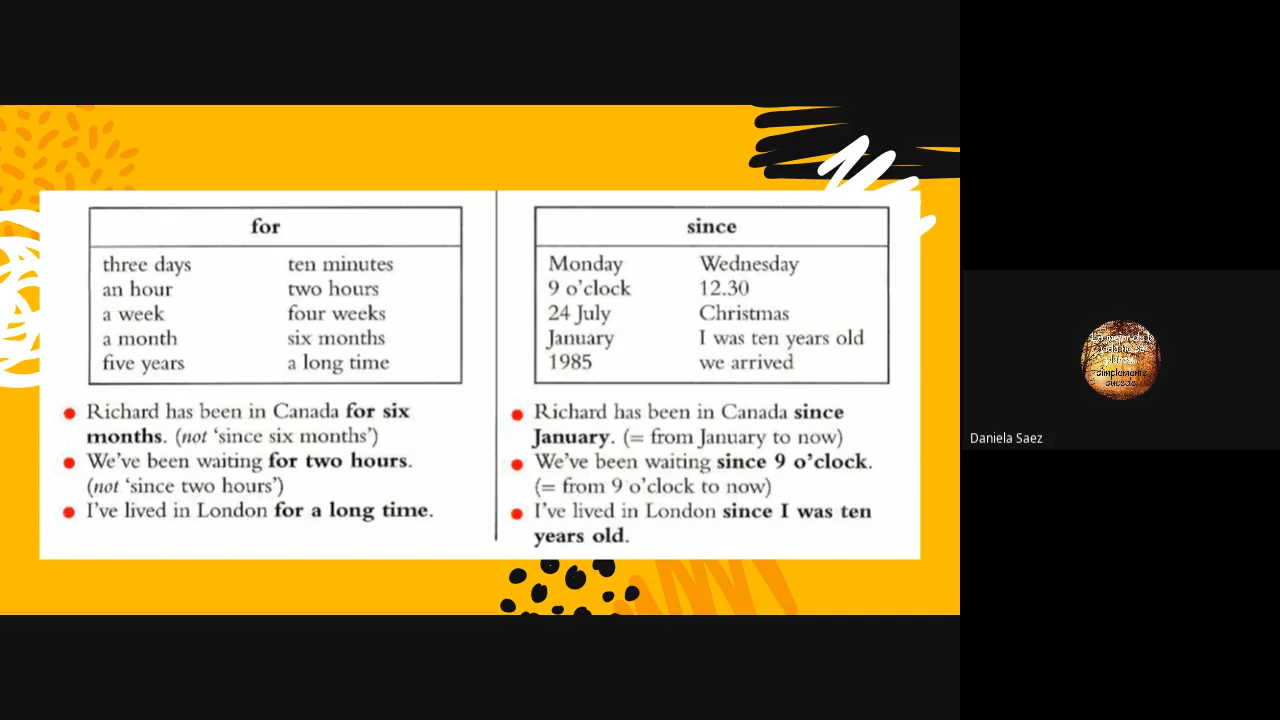 for
three days ten minutes
an hour two hours
a week four weeks
a month six months
five years a long time
Richard has been in Canada for six
months. (not 'since six months')
We've been waiting for two hours.
(not 'since two hours')
I've lived in London for a long time.
since
Monday Wednesday
9 o'clock 12.30
24 July Christmas
January I was ten years old
1985 we arrived
Richard has been in Canada since
January. (= from January to now)
We've been waiting since 9 o'clock.
(= from 9 o'clock to now)
I've lived in London since I was ten
years old.
simplemente
sucede.
Daniela Saez